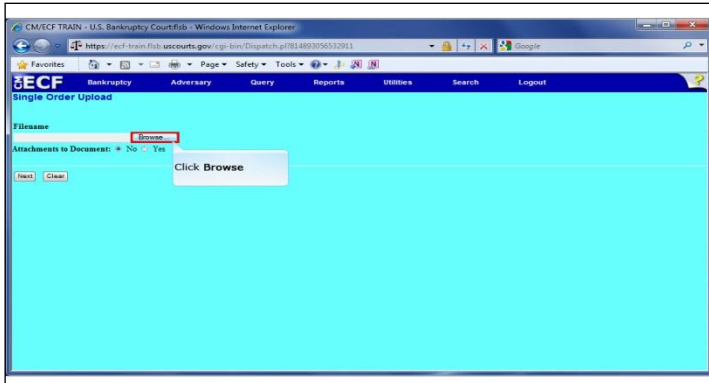 CM/ECF TRAIN - U.S. Bankruptcy Court:flsb - Windows Internet Explorer
https://ecf-train.flsb.uscourts.gov/cgi-bin/Dispatch.pl?814893056532911
Google
Favorites Page Safety Tools
ECF Bankruptcy Adversary Query Reports Utilities Search Logout ?
Single Order Upload
Filename
Browse...
Attachments to Document: No Yes
Click Browse
Next Clear